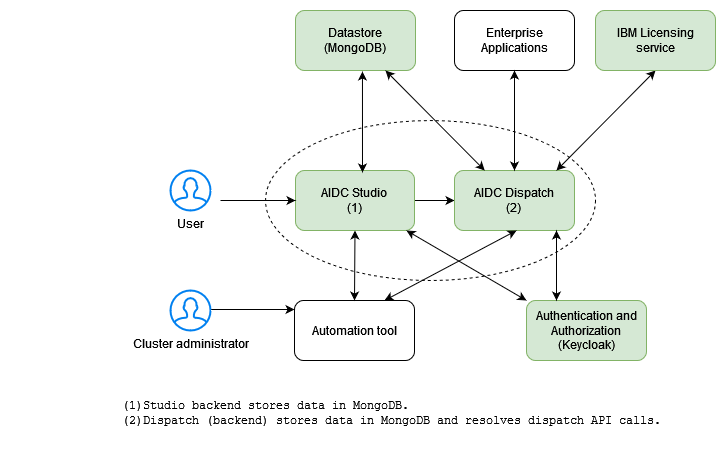 Datastore
(MongoDB)
Enterprise
Applications
IBM Licensing
service
User
AIDC Studio
(1)
AIDC Dispatch
(2)
Cluster administrator
Automation tool
Authentication and
Authorization
(Keycloak)
(1)Studio backend stores data in MongoDB.
(2)Dispatch (backend) stores data in MongoDB and resolves dispatch API calls.